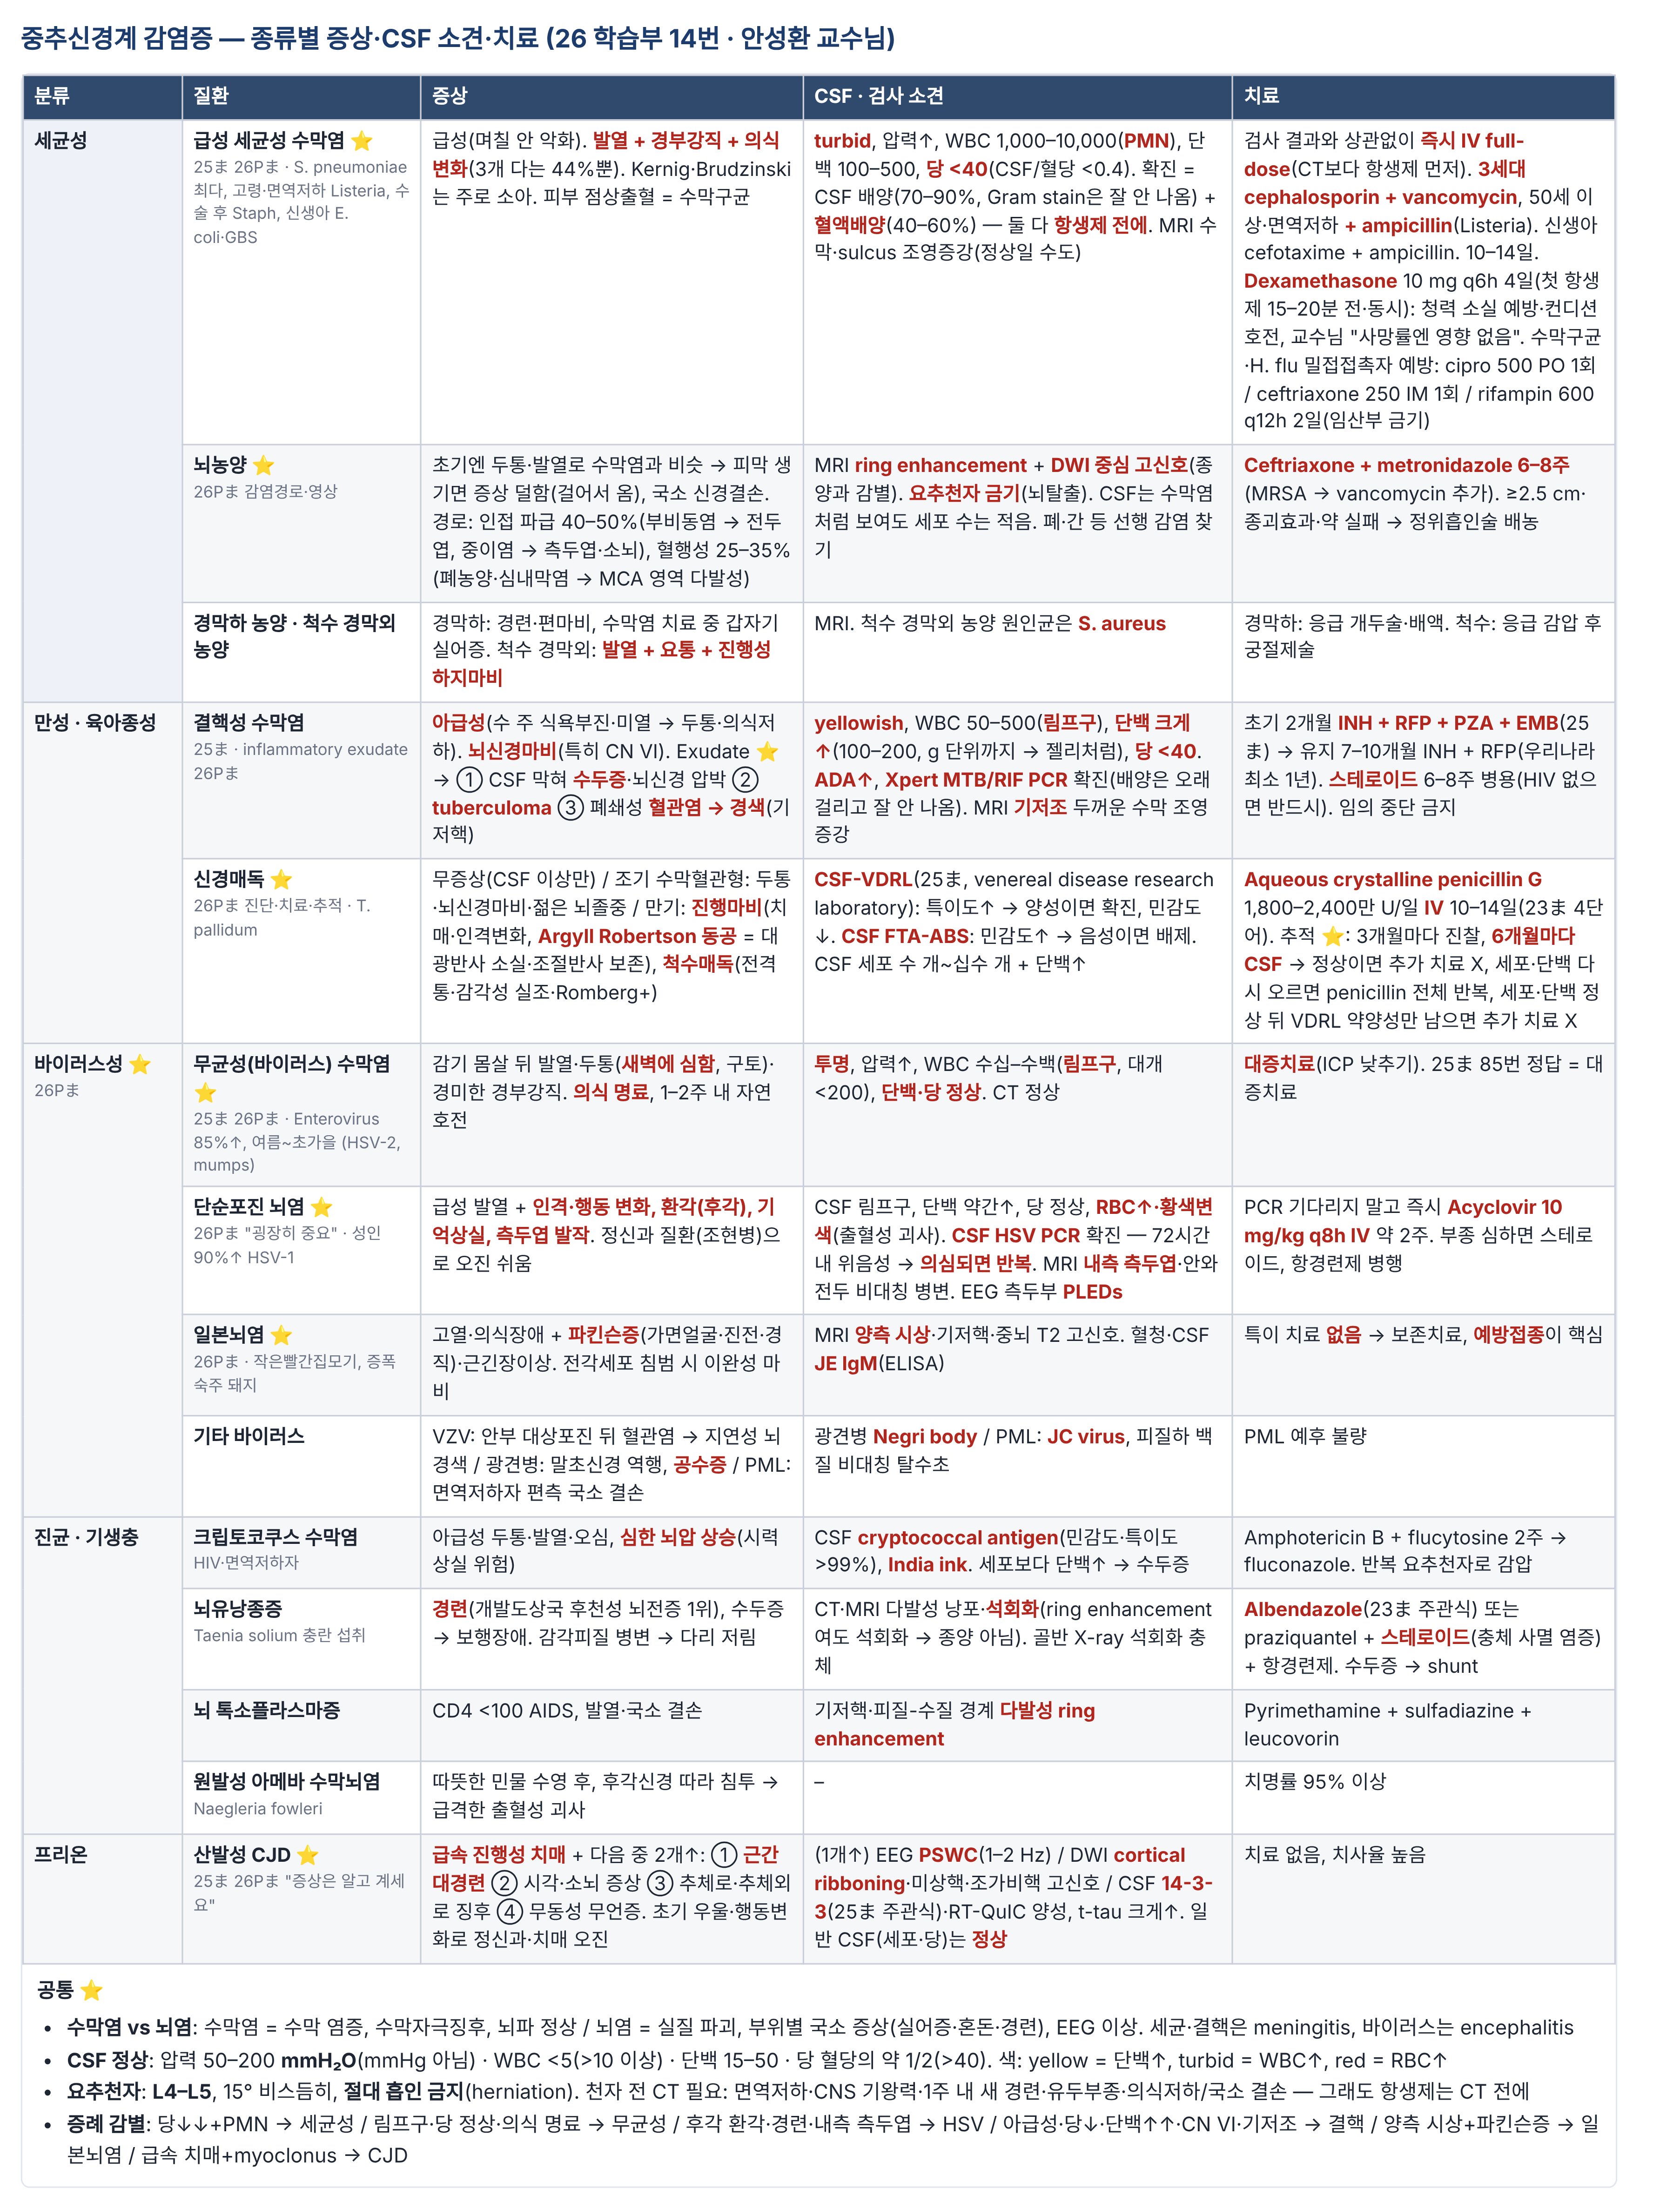 중추신경계 감염증 — 종류별 증상·CSF 소견·치료 (26 학습부 14번 · 안성환 교수님)
분류
질환
증상
CSF · 검사 소견
치료
세균성
급성 세균성 수막염 ⭐
25ま 26Pま · S. pneumoniae
최다, 고령·면역저하 Listeria, 수
술 후 Staph, 신생아 E.
coli·GBS
급성(며칠 안 악화). 발열 + 경부강직 + 의식
변화(3개 다는 44%뿐). Kernig·Brudzinski
는 주로 소아. 피부 점상출혈 = 수막구균
turbid, 압력↑, WBC 1,000–10,000(PMN), 단
백 100–500, 당 <40(CSF/혈당 <0.4). 확진 =
CSF 배양(70–90%, Gram stain은 잘 안 나옴) +
혈액배양(40–60%) — 둘 다 항생제 전에. MRI 수
막·sulcus 조영증강(정상일 수도)
검사 결과와 상관없이 즉시 IV full-
dose(CT보다 항생제 먼저). 3세대
cephalosporin + vancomycin, 50세 이
상·면역저하 + ampicillin(Listeria). 신생아
cefotaxime + ampicillin. 10–14일.
Dexamethasone 10 mg q6h 4일(첫 항생
제 15–20분 전·동시): 청력 소실 예방·컨디션
호전, 교수님 "사망률엔 영향 없음". 수막구균
·H. flu 밀접접촉자 예방: cipro 500 PO 1회
/ ceftriaxone 250 IM 1회 / rifampin 600
q12h 2일(임산부 금기)
뇌농양 ⭐
26Pま 감염경로·영상
초기엔 두통·발열로 수막염과 비슷 → 피막 생
기면 증상 덜함(걸어서 옴), 국소 신경결손.
경로: 인접 파급 40–50%(부비동염 → 전두
엽, 중이염 → 측두엽·소뇌), 혈행성 25–35%
(폐농양·심내막염 → MCA 영역 다발성)
MRI ring enhancement + DWI 중심 고신호(종
양과 감별). 요추천자 금기(뇌탈출). CSF는 수막염
처럼 보여도 세포 수는 적음. 폐·간 등 선행 감염 찾
기
Ceftriaxone + metronidazole 6–8주
(MRSA → vancomycin 추가). ≥2.5 cm·
종괴효과·약 실패 → 정위흡인술 배농
경막하 농양 · 척수 경막외
농양
경막하: 경련·편마비, 수막염 치료 중 갑자기
실어증. 척수 경막외: 발열 + 요통 + 진행성
하지마비
MRI. 척수 경막외 농양 원인균은 S. aureus
경막하: 응급 개두술·배액. 척수: 응급 감압 후
궁절제술
만성 · 육아종성
결핵성 수막염
25ま · inflammatory exudate
26Pま
아급성(수 주 식욕부진·미열 → 두통·의식저
하). 뇌신경마비(특히 CN VI). Exudate ⭐
→ ① CSF 막혀 수두증·뇌신경 압박 ②
tuberculoma ③ 폐쇄성 혈관염 → 경색(기
저핵)
yellowish, WBC 50–500(림프구), 단백 크게
↑(100–200, g 단위까지 → 젤리처럼), 당 <40.
ADA↑, Xpert MTB/RIF PCR 확진(배양은 오래
걸리고 잘 안 나옴). MRI 기저조 두꺼운 수막 조영
증강
초기 2개월 INH + RFP + PZA + EMB(25
ま) → 유지 7–10개월 INH + RFP(우리나라
최소 1년). 스테로이드 6–8주 병용(HIV 없으
면 반드시). 임의 중단 금지
신경매독 ⭐
26Pま 진단·치료·추적 · T.
pallidum
무증상(CSF 이상만) / 조기 수막혈관형: 두통
·뇌신경마비·젊은 뇌졸중 / 만기: 진행마비(치
매·인격변화, Argyll Robertson 동공 = 대
광반사 소실·조절반사 보존), 척수매독(전격
통·감각성 실조·Romberg+)
CSF-VDRL(25ま, venereal disease research
laboratory): 특이도↑ → 양성이면 확진, 민감도
↓. CSF FTA-ABS: 민감도↑ → 음성이면 배제.
CSF 세포 수 개~십수 개 + 단백↑
Aqueous crystalline penicillin G
1,800–2,400만 U/일 IV 10–14일(23ま 4단
어). 추적 ⭐: 3개월마다 진찰, 6개월마다
CSF → 정상이면 추가 치료 X, 세포·단백 다
시 오르면 penicillin 전체 반복, 세포·단백 정
상 뒤 VDRL 약양성만 남으면 추가 치료 X
바이러스성 ⭐
26Pま
무균성(바이러스) 수막염
⭐
25ま 26Pま · Enterovirus
85%↑, 여름~초가을 (HSV-2,
mumps)
감기 몸살 뒤 발열·두통(새벽에 심함, 구토)·
경미한 경부강직. 의식 명료, 1–2주 내 자연
호전
투명, 압력↑, WBC 수십–수백(림프구, 대개
<200), 단백·당 정상. CT 정상
대증치료(ICP 낮추기). 25ま 85번 정답 = 대
증치료
단순포진 뇌염 ⭐
26Pま "굉장히 중요" · 성인
90%↑ HSV-1
급성 발열 + 인격·행동 변화, 환각(후각), 기
억상실, 측두엽 발작. 정신과 질환(조현병)으
로 오진 쉬움
CSF 림프구, 단백 약간↑, 당 정상, RBC↑·황색변
색(출혈성 괴사). CSF HSV PCR 확진 — 72시간
내 위음성 → 의심되면 반복. MRI 내측 측두엽·안와
전두 비대칭 병변. EEG 측두부 PLEDs
PCR 기다리지 말고 즉시 Acyclovir 10
mg/kg q8h IV 약 2주. 부종 심하면 스테로
이드, 항경련제 병행
일본뇌염 ⭐
26Pま · 작은빨간집모기, 증폭
숙주 돼지
고열·의식장애 + 파킨슨증(가면얼굴·진전·경
직)·근긴장이상. 전각세포 침범 시 이완성 마
비
MRI 양측 시상·기저핵·중뇌 T2 고신호. 혈청·CSF
JE IgM(ELISA)
특이 치료 없음 → 보존치료, 예방접종이 핵심
기타 바이러스
VZV: 안부 대상포진 뒤 혈관염 → 지연성 뇌
경색 / 광견병: 말초신경 역행, 공수증 / PML:
면역저하자 편측 국소 결손
광견병 Negri body / PML: JC virus, 피질하 백
질 비대칭 탈수초
PML 예후 불량
진균 · 기생충
크립토코쿠스 수막염
HIV·면역저하자
아급성 두통·발열·오심, 심한 뇌압 상승(시력
상실 위험)
CSF cryptococcal antigen(민감도·특이도
>99%), India ink. 세포보다 단백↑ → 수두증
Amphotericin B + flucytosine 2주 →
fluconazole. 반복 요추천자로 감압
뇌유낭종증
Taenia solium 충란 섭취
경련(개발도상국 후천성 뇌전증 1위), 수두증
→ 보행장애. 감각피질 병변 → 다리 저림
CT·MRI 다발성 낭포·석회화(ring enhancement
여도 석회화 → 종양 아님). 골반 X-ray 석회화 충
체
Albendazole(23ま 주관식) 또는
praziquantel + 스테로이드(충체 사멸 염증)
+ 항경련제. 수두증 → shunt
뇌 톡소플라스마증
CD4 <100 AIDS, 발열·국소 결손
기저핵·피질-수질 경계 다발성 ring
enhancement
Pyrimethamine + sulfadiazine +
leucovorin
원발성 아메바 수막뇌염
Naegleria fowleri
따뜻한 민물 수영 후, 후각신경 따라 침투 →
급격한 출혈성 괴사
–
치명률 95% 이상
프리온
산발성 CJD ⭐
25ま 26Pま "증상은 알고 계세
요"
급속 진행성 치매 + 다음 중 2개↑: ① 근간
대경련 ② 시각·소뇌 증상 ③ 추체로·추체외
로 징후 ④ 무동성 무언증. 초기 우울·행동변
화로 정신과·치매 오진
(1개↑) EEG PSWC(1–2 Hz) / DWI cortical
ribboning·미상핵·조가비핵 고신호 / CSF 14-3-
3(25ま 주관식)·RT-QuIC 양성, t-tau 크게↑. 일
반 CSF(세포·당)는 정상
치료 없음, 치사율 높음
공통 ⭐
• 수막염 vs 뇌염: 수막염 = 수막 염증, 수막자극징후, 뇌파 정상 / 뇌염 = 실질 파괴, 부위별 국소 증상(실어증·혼돈·경련), EEG 이상. 세균·결핵은 meningitis, 바이러스는 encephalitis
• CSF 정상: 압력 50–200 mmH₂O(mmHg 아님) · WBC <5(>10 이상) · 단백 15–50 · 당 혈당의 약 1/2(>40). 색: yellow = 단백↑, turbid = WBC↑, red = RBC↑
• 요추천자: L4–L5, 15° 비스듬히, 절대 흡인 금지(herniation). 천자 전 CT 필요: 면역저하·CNS 기왕력·1주 내 새 경련·유두부종·의식저하/국소 결손 — 그래도 항생제는 CT 전에
• 증례 감별: 당↓↓+PMN → 세균성 / 림프구·당 정상·의식 명료 → 무균성 / 후각 환각·경련·내측 측두엽 → HSV / 아급성·당↓·단백↑↑·CN VI·기저조 → 결핵 / 양측 시상+파킨슨증 → 일
본뇌염 / 급속 치매+myoclonus → CJD